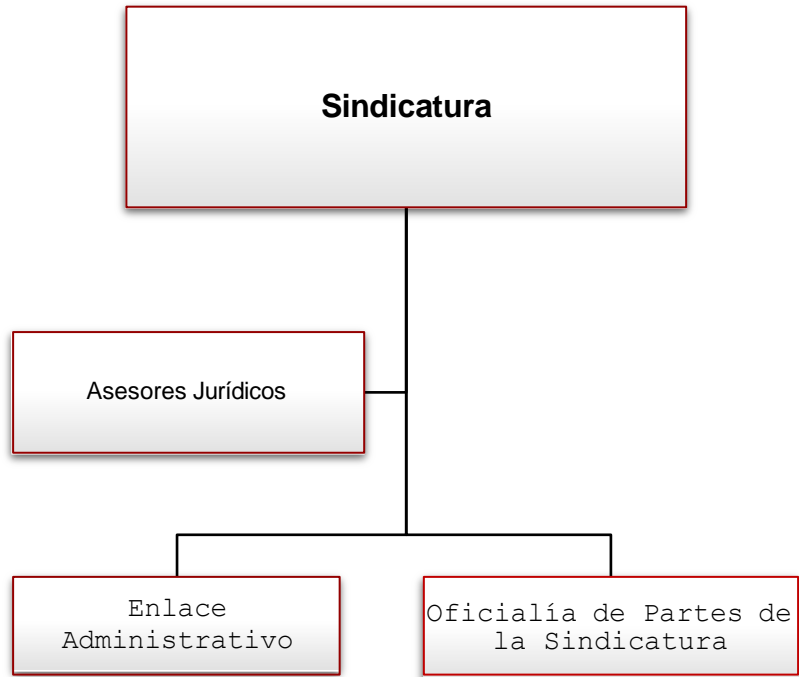 Sindicatura
Asesores Jurídicos
Enlace
Administrativo
Oficialía de Partes de
la Sindicatura